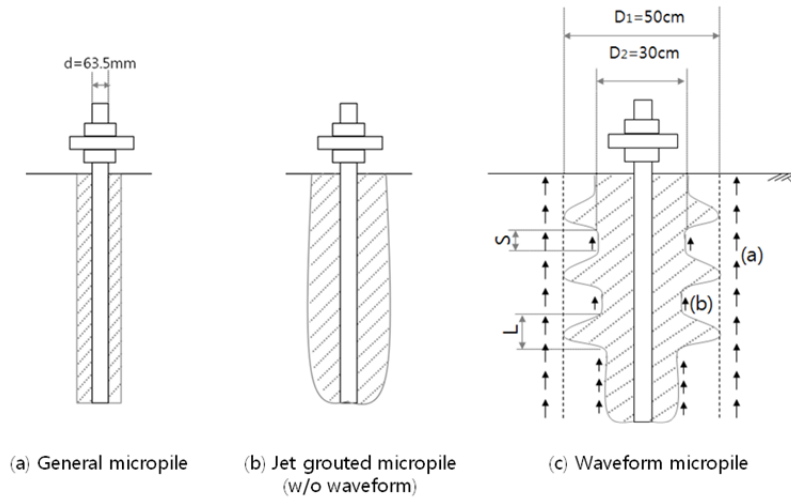 D1=50cm
D2=30cm
d=63.5mm
S
(a)
(b)
L
(a) General micropile
(b) Jet grouted micropile
(w/o waveform)
(c) Waveform micropile